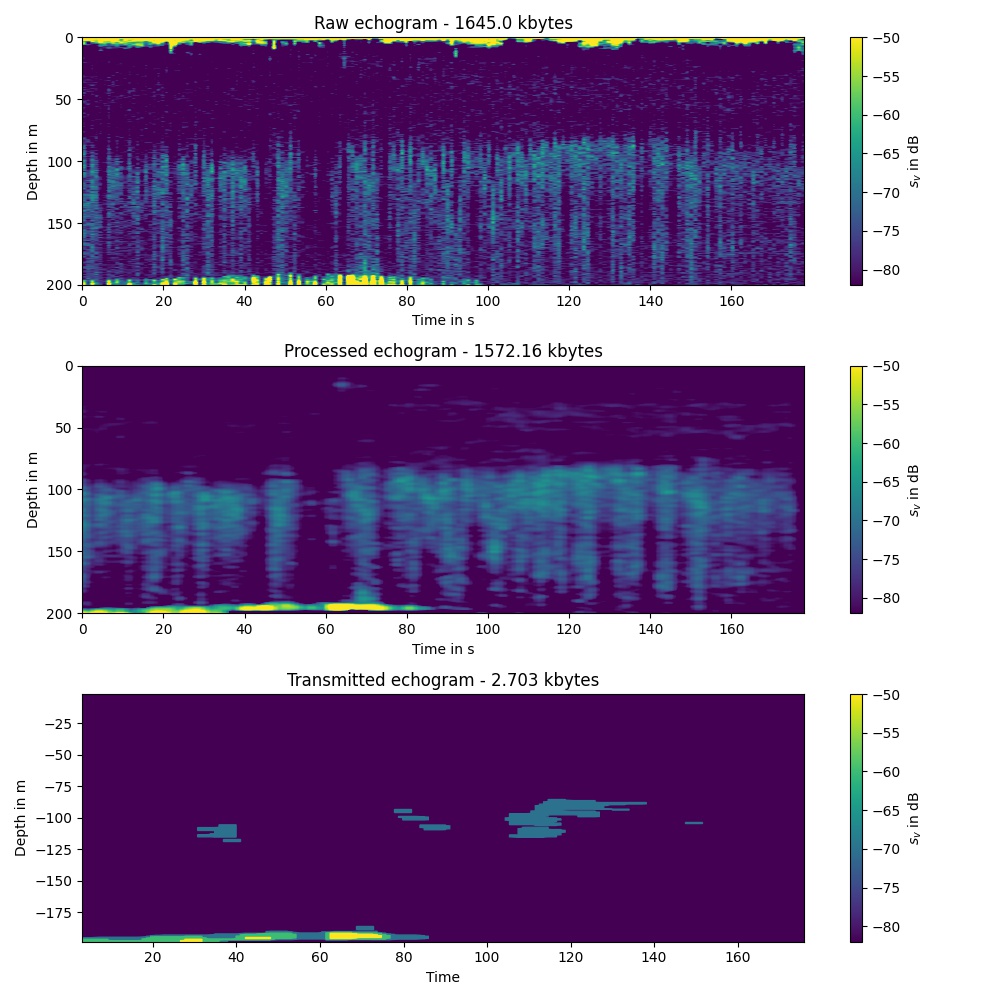 Raw echogram - 1645.0 kbytes
0
50
100
150
200
Depth in m
0 20 40 60 80 100 120 140 160
Time in s
−50
−55
−60
−65
−70
−75
−80
sv in dB
Processed echogram - 1572.16 kbytes
0
50
100
150
200
Depth in m
0 20 40 60 80 100 120 140 160
Time in s
−50
−55
−60
−65
−70
−75
−80
sv in dB
Transmitted echogram - 2.703 kbytes
−25
−50
−75
−100
−125
−150
−175
Depth in m
20 40 60 80 100 120 140 160
Time
−50
−55
−60
−65
−70
−75
−80
sv in dB